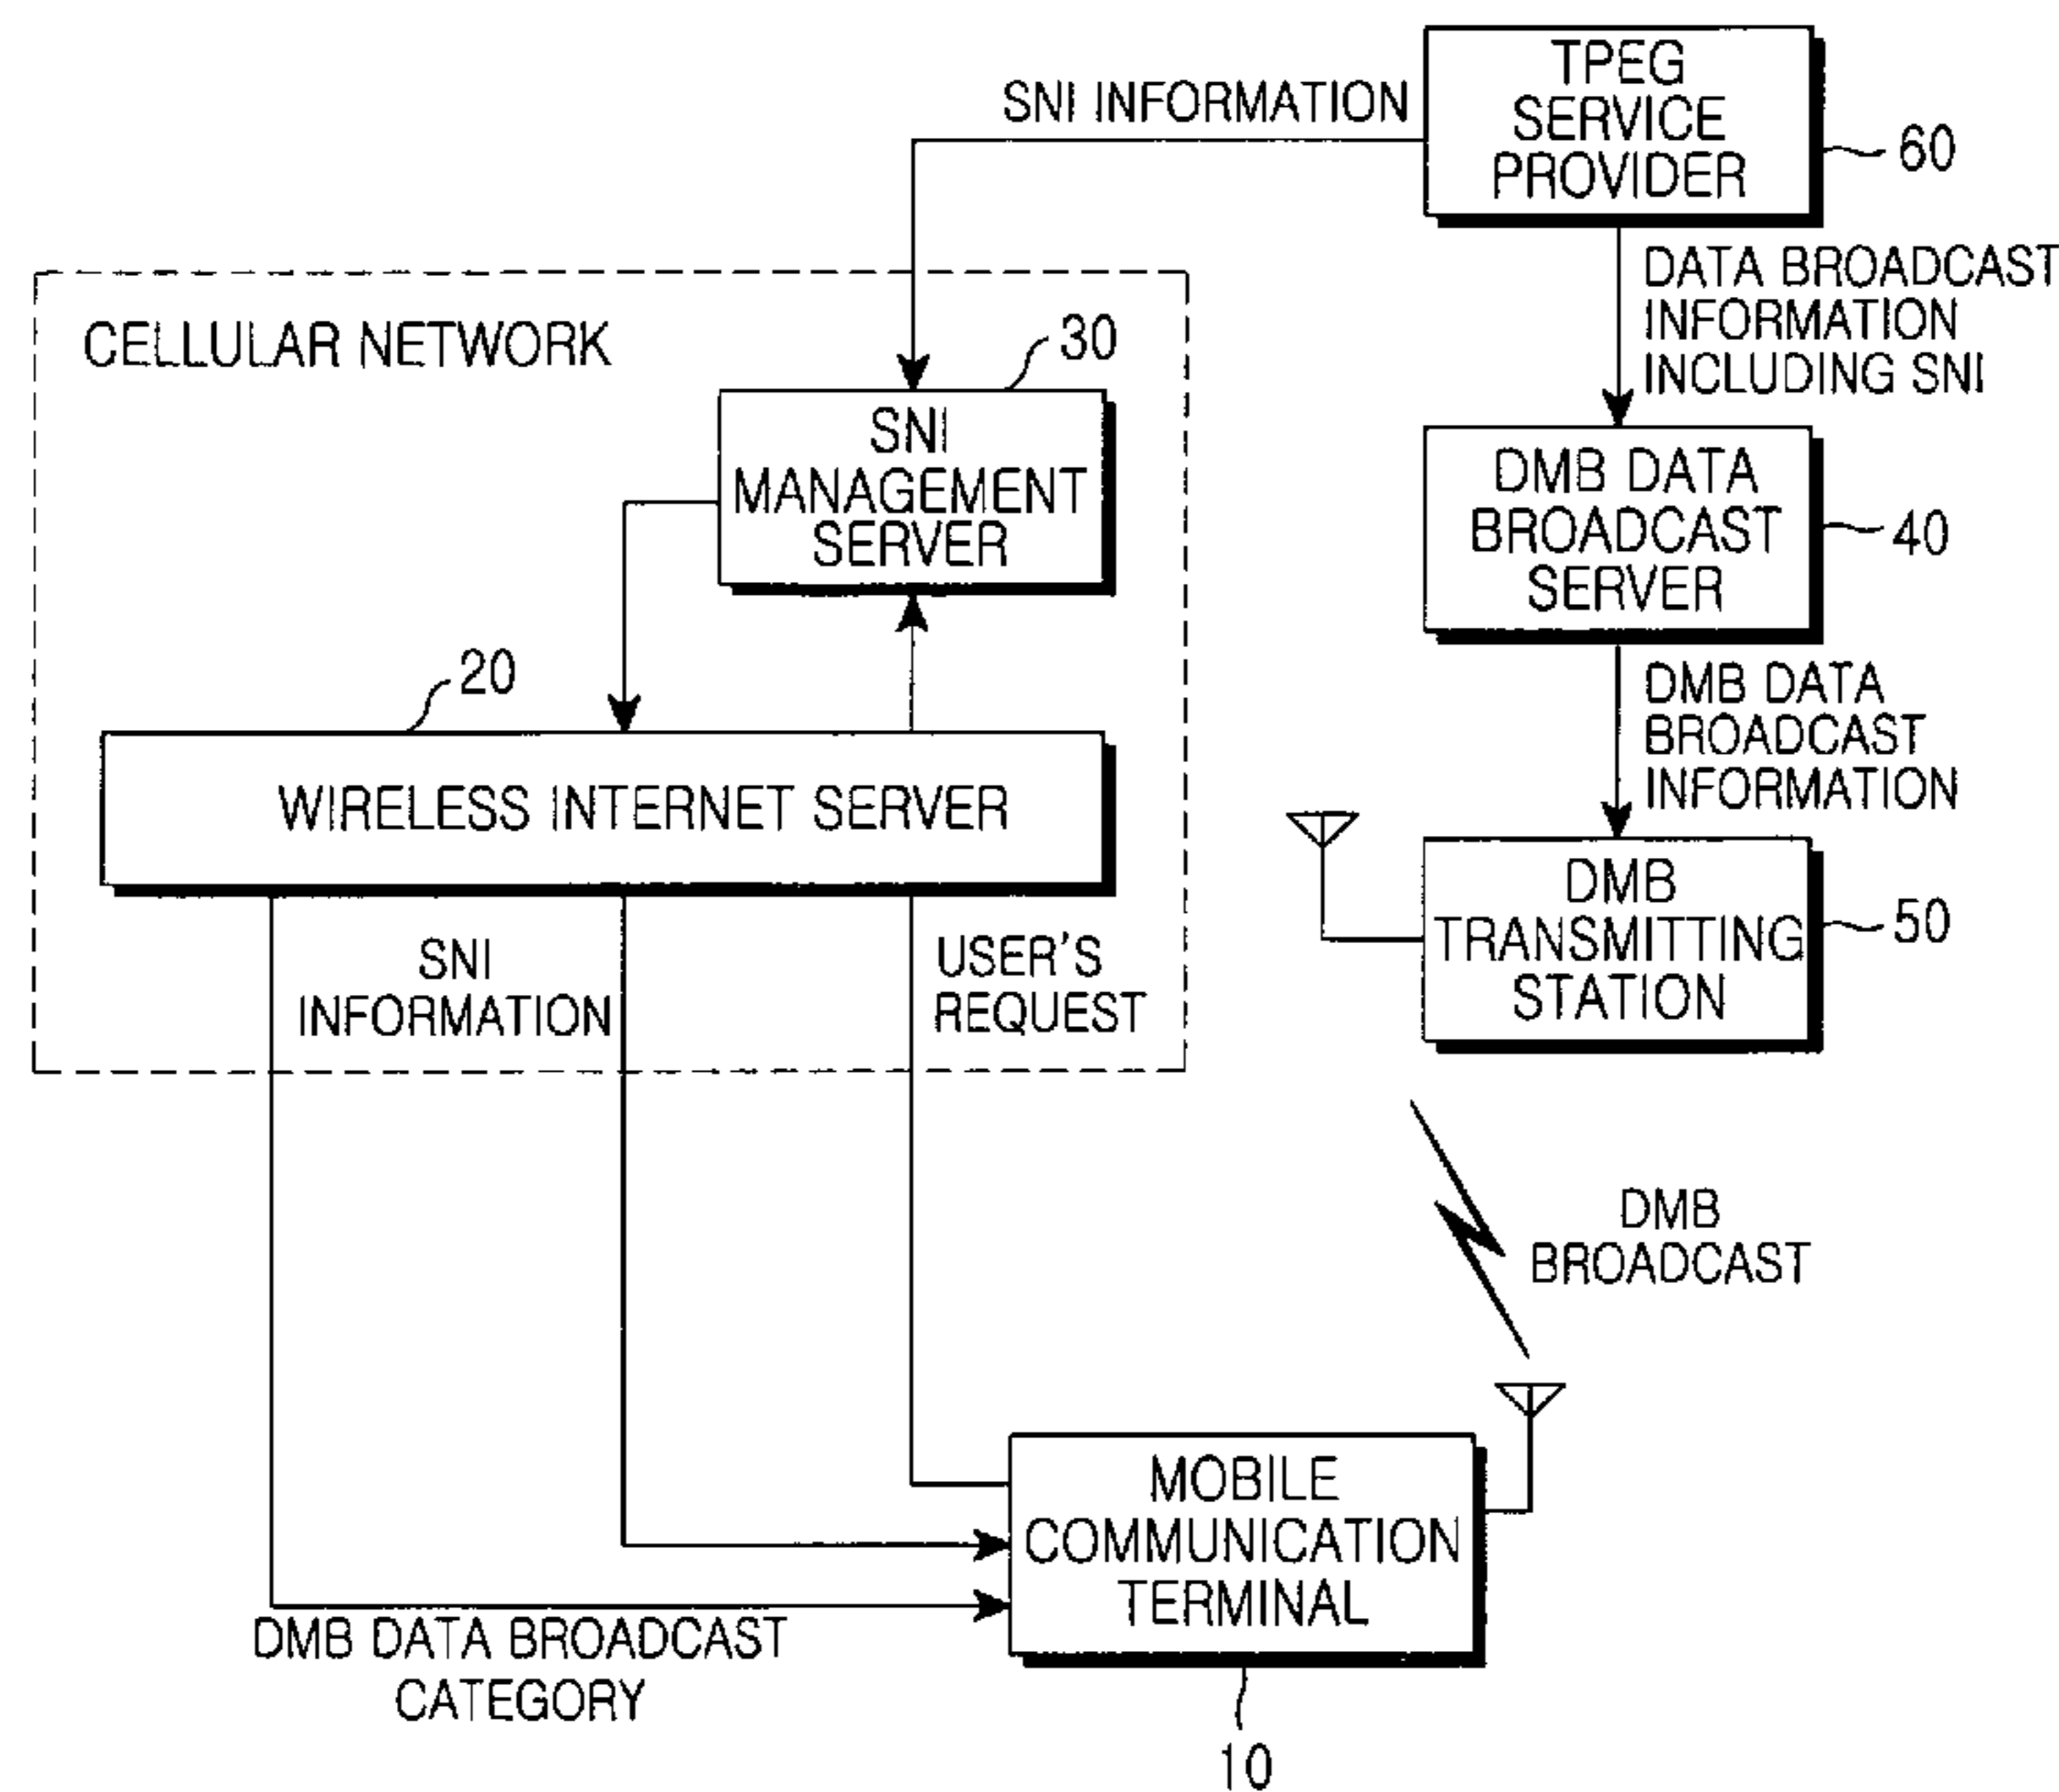 TPEG
SERVICE
PROVIDER
60
SNI INFORMATION
DATA BROADCAST
INFORMATION
INCLUDING SNI
CELLULAR NETWORK
30
SNI
MANAGEMENT
SERVER
DMB DATA
BROADCAST
SERVER
40
20
DMB DATA
BROADCAST
INFORMATION
WIRELESS INTERNET SERVER
DMB
TRANSMITTING
STATION
50
SNI
INFORMATION
USER'S
REQUEST
DMB
BROADCAST
MOBILE
COMMUNICATION
TERMINAL
DMB DATA BROADCAST
CATEGORY
10